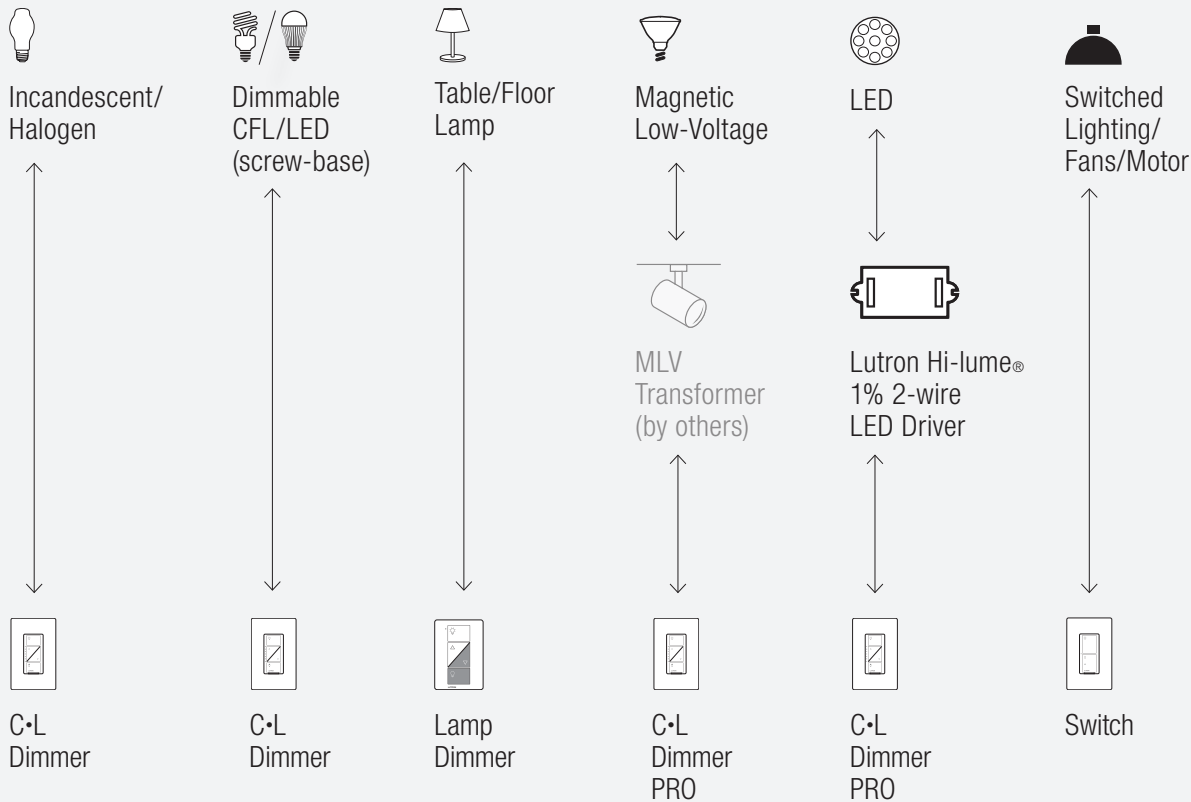 Incandescent/
Halogen
Dimmable
CFL/LED
(screw-base)
Table/Floor
Lamp
Magnetic
Low-Voltage
LED
Switched
Lighting/
Fans/Motor
MLV
Transformer
(by others)
Lutron Hi-lume®
1% 2-wire
LED Driver
C•L
Dimmer
C•L
Dimmer
Lamp
Dimmer
C•L
Dimmer
PRO
C•L
Dimmer
PRO
Switch